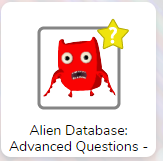 ?
Alien Database:
Advanced Questions -